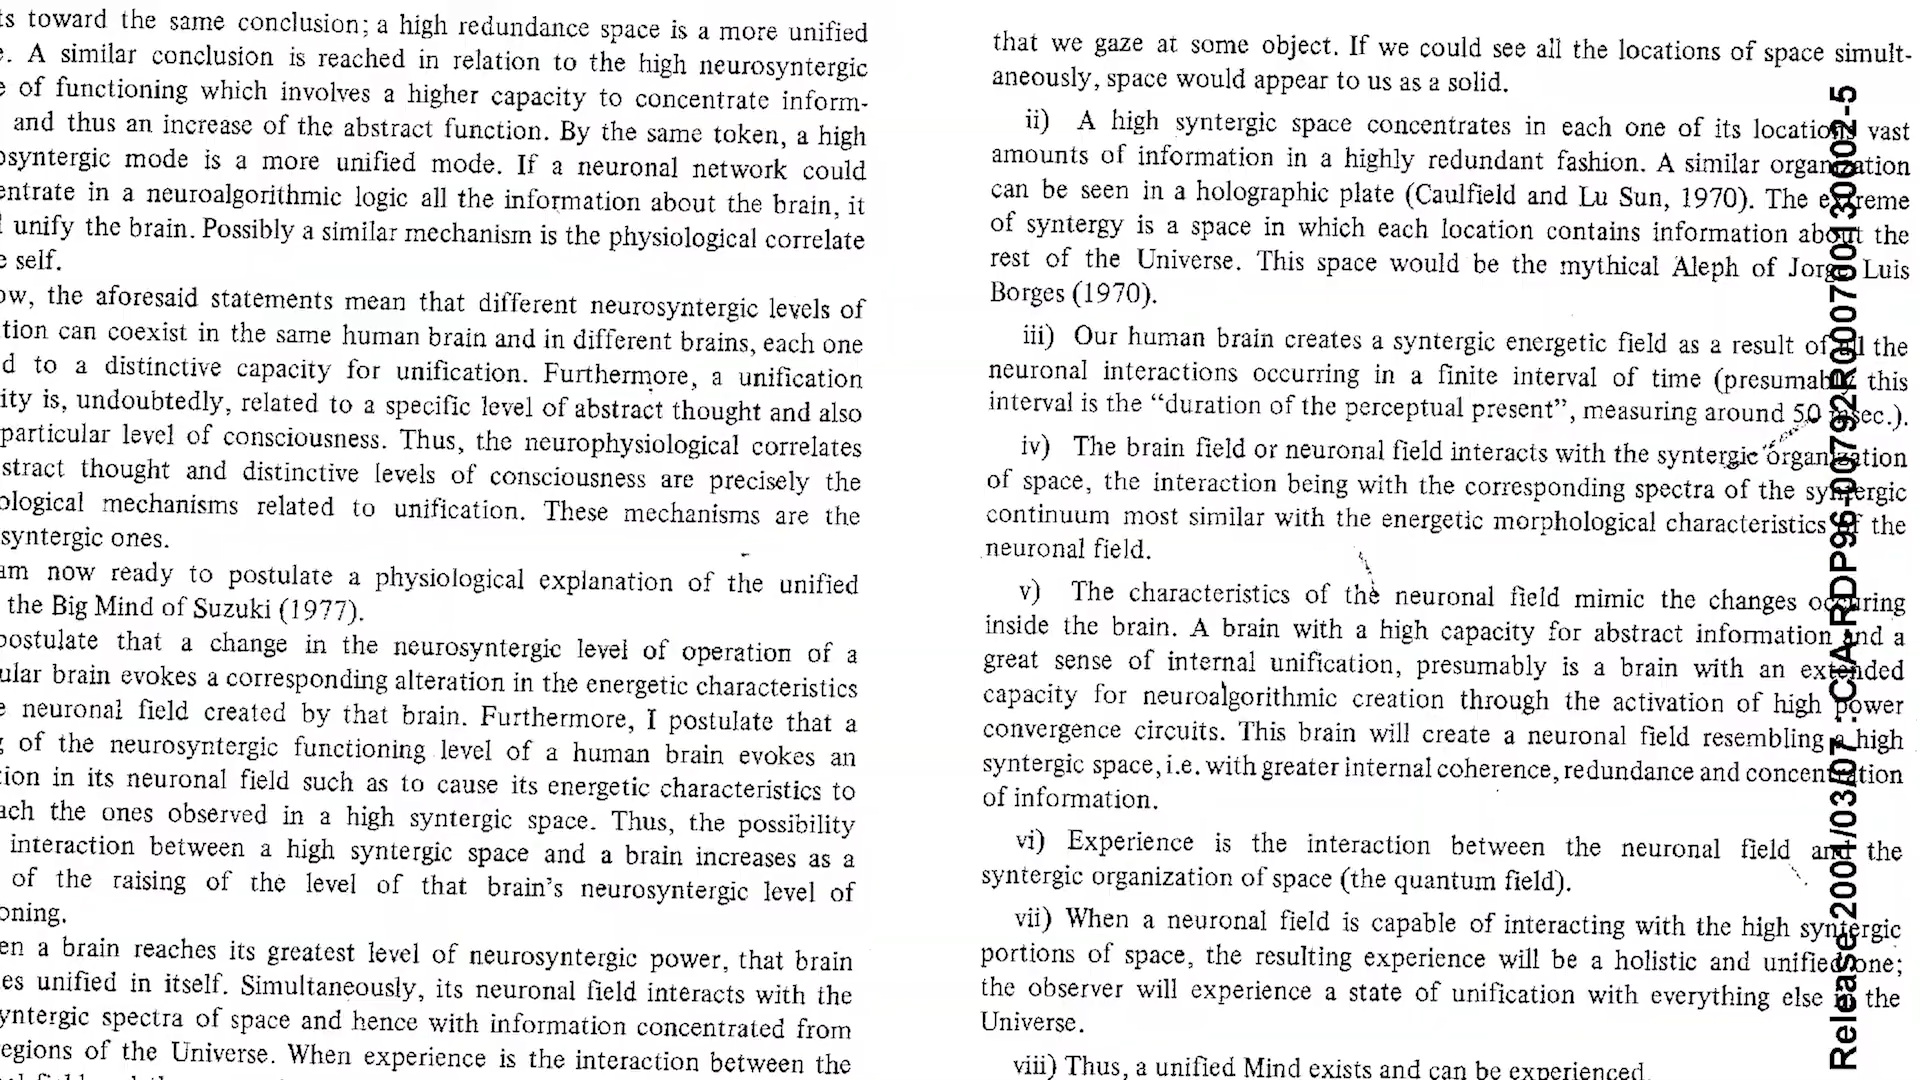 ts toward the same conclusion; a high redundance space is a more unified
e. A similar conclusion is reached in relation to the high neurosyntergic
e of functioning which involves a higher capacity to concentrate inform-
and thus an increase of the abstract function. By the same token, a high
osyntergic mode is a more unified mode. If a neuronal network could
entrate in a neuroalgorithmic logic all the information about the brain, it
unify the brain. Possibly a similar mechanism is the physiological correlate
e self.
ow, the aforesaid statements mean that different neurosyntergic levels of
tion can coexist in the same human brain and in different brains, each one
d to a distinctive capacity for unification. Furthermore, a unification
ity is, undoubtedly, related to a specific level of abstract thought and also
particular level of consciousness. Thus, the neurophysiological correlates
stract thought and distinctive levels of consciousness are precisely the
ological mechanisms related to unification. These mechanisms are the
syntergic ones.
am now ready to postulate a physiological explanation of the unified
the Big Mind of Suzuki (1977).
postulate that a change in the neurosyntergic level of operation of a
ular brain evokes a corresponding alteration in the energetic characteristics
e neuronal field created by that brain. Furthermore, I postulate that a
g of the neurosyntergic functioning level of a human brain evokes an
tion in its neuronal field such as to cause its energetic characteristics to
ach the ones observed in a high syntergic space. Thus, the possibility
interaction between a high syntergic space and a brain increases as a
of the raising of the level of that brain's neurosyntergic level of
oning.
en a brain reaches its greatest level of neurosyntergic power, that brain
es unified in itself. Simultaneously, its neuronal field interacts with the
yntergic spectra of space and hence with information concentrated from
egions of the Universe. When experience is the interaction between the
that we gaze at some object. If we could see all the locations of space simult-
aneously, space would appear to us as a solid.
ii) A high syntergic space concentrates in each one of its locations vast
amounts of information in a highly redundant fashion. A similar organization
can be seen in a holographic plate (Caulfield and Lu Sun, 1970). The extreme
of syntergy is a space in which each location contains information about the
rest of the Universe. This space would be the mythical Aleph of Jorge Luis
Borges (1970).
iii) Our human brain creates a syntergic energetic field as a result of all the
neuronal interactions occurring in a finite interval of time (presumably this
interval is the “duration of the perceptual present”, measuring around 50 msec.).
iv) The brain field or neuronal field interacts with the syntergic organization
of space, the interaction being with the corresponding spectra of the syntergic
continuum most similar with the energetic morphological characteristics of the
neuronal field.
v) The characteristics of the neuronal field mimic the changes occuring
inside the brain. A brain with a high capacity for abstract information and a
great sense of internal unification, presumably is a brain with an extended
capacity for neuroalgorithmic creation through the activation of high power
convergence circuits. This brain will create a neuronal field resembling a high
syntergic space, i.e. with greater internal coherence, redundance and concentration
of information.
vi) Experience is the interaction between the neuronal field and the
syntergic organization of space (the quantum field).
vii) When a neuronal field is capable of interacting with the high syntergic
portions of space, the resulting experience will be a holistic and unified one;
the observer will experience a state of unification with everything else in the
Universe.
viii) Thus, a unified Mind exists and can be experienced.
Release 2001/03/07 : CIA-RDP96-00792R000700130002-5